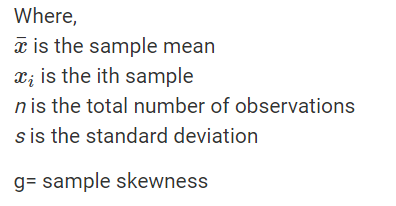 Where,
x̄ is the sample mean
xᵢ is the ith sample
n is the total number of observations
s is the standard deviation
g= sample skewness